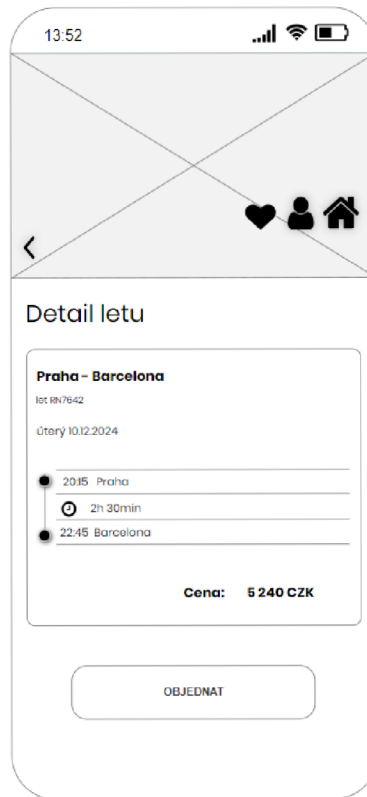 13:52
Detail letu
Praha - Barcelona
let RN7642
úterý 10.12.2024
20:15 Praha
2h 30min
22:45 Barcelona
Cena: 5 240 CZK
OBJEDNAT